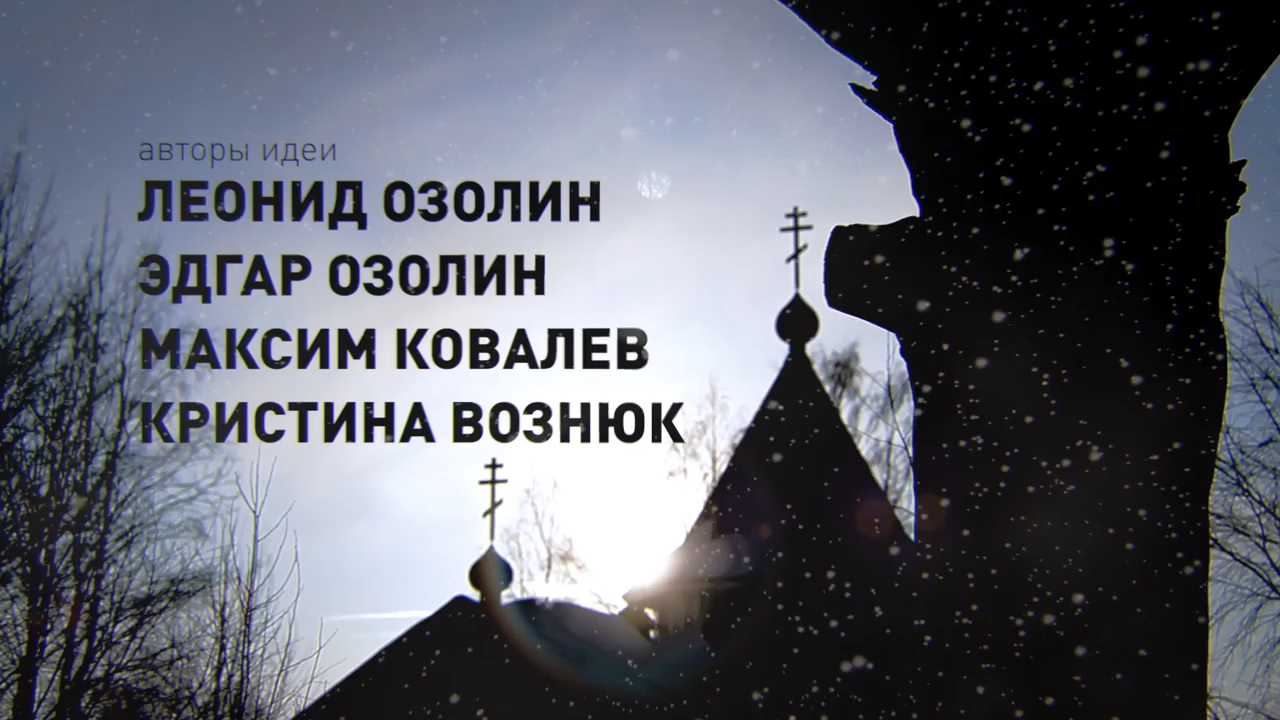 авторы идеи
ЛЕОНИД ОЗОЛИН
ЭДГАР ОЗОЛИН
МАКСИМ КОВАЛЕВ
КРИСТИНА ВОЗНЮК